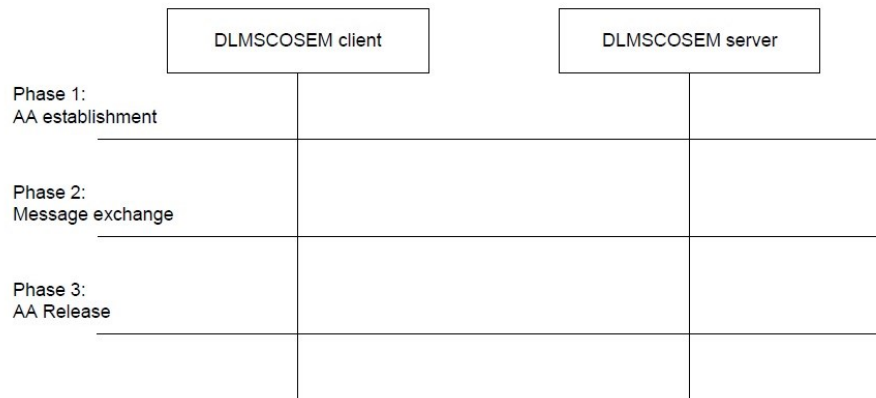 DLMSCOSEM client
DLMSCOSEM server
Phase 1:
AA establishment
Phase 2:
Message exchange
Phase 3:
AA Release